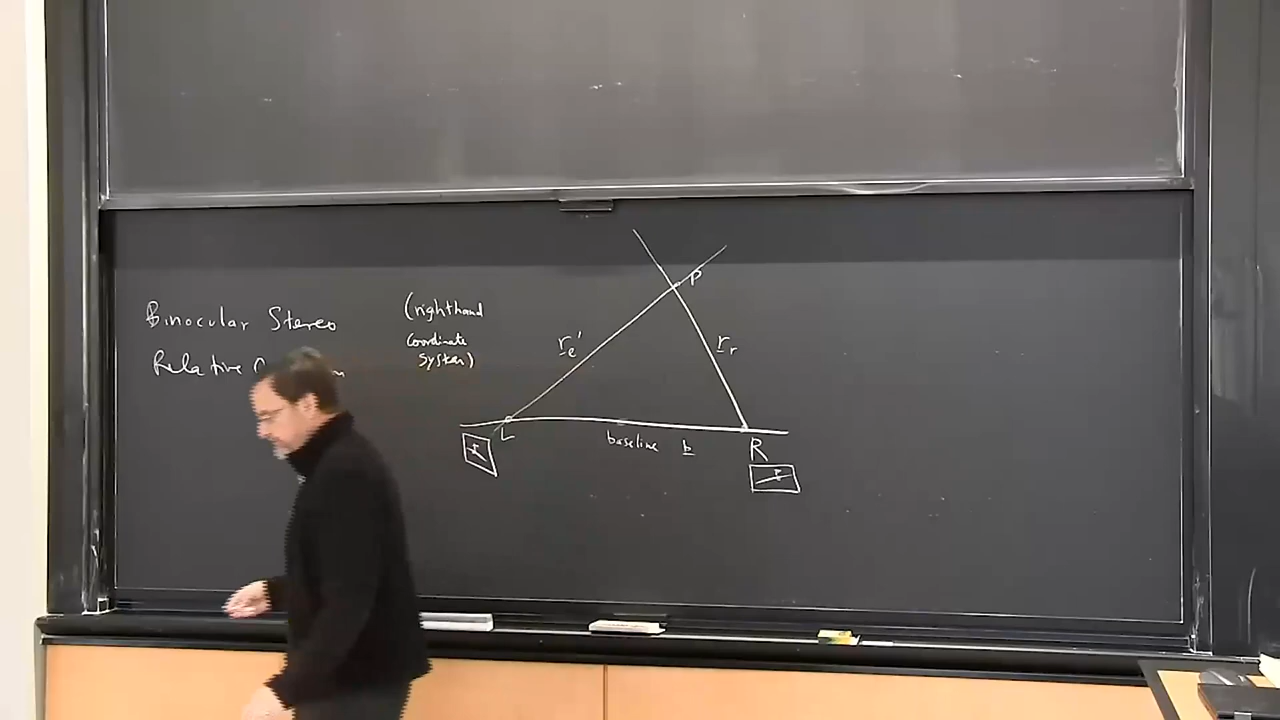 Binocular Stereo
Relative
(righthand
coordinate
system)
P
r_l'
r_r
L
baseline b
R